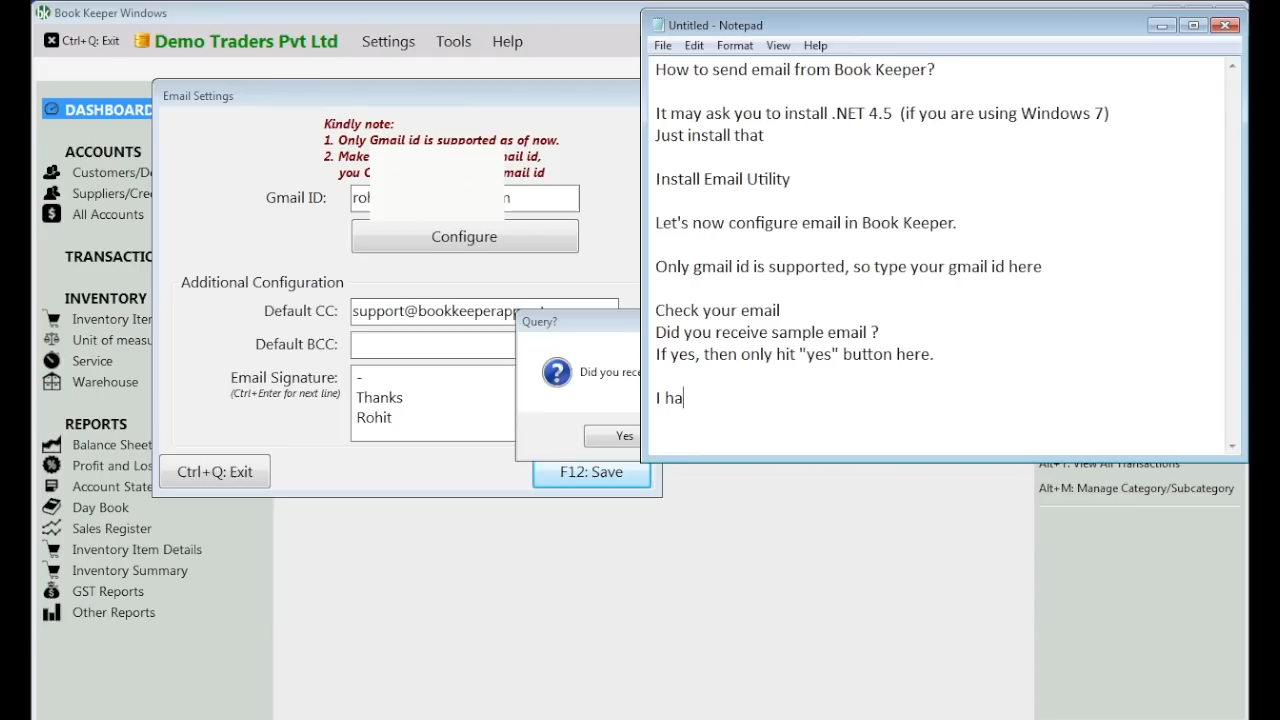 Book Keeper Windows
Ctrl+Q: Exit
Demo Traders Pvt Ltd
Settings
Tools
Help
DASHBOARD
ACCOUNTS
Customers/De
Suppliers/Cre
All Accounts
TRANSACTIO
INVENTORY
Inventory Iter
Unit of measu
Service
Warehouse
REPORTS
Balance Sheet
Profit and Los
Account State
Day Book
Sales Register
Inventory Item Details
Inventory Summary
GST Reports
Other Reports
Email Settings
Kindly note:
1. Only Gmail id is supported as of now.
2. Make mail id,
you C mail id
Gmail ID:
Configure
Additional Configuration
Default CC:
support@bookkeeperapp
Default BCC:
Email Signature:
(Ctrl+Enter for next line)
-
Thanks
Rohit
Ctrl+Q: Exit
F12: Save
Query?
Did you rece
Yes
Untitled - Notepad
File Edit Format View Help
How to send email from Book Keeper?
It may ask you to install .NET 4.5 (if you are using Windows 7)
Just install that
Install Email Utility
Let's now configure email in Book Keeper.
Only gmail id is supported, so type your gmail id here
Check your email
Did you receive sample email ?
If yes, then only hit "yes" button here.
I ha
Alt+M: Manage Category/Subcategory